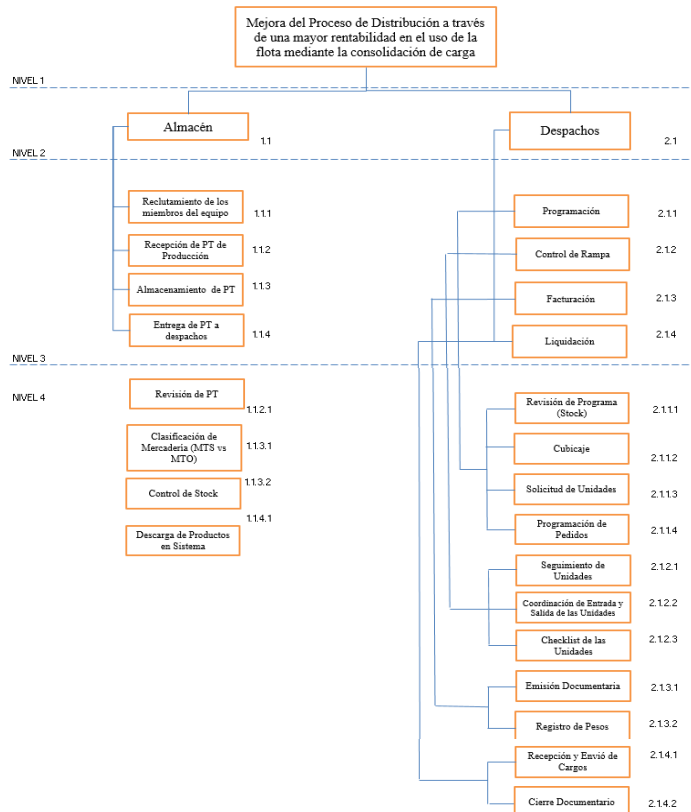 Mejora del Proceso de Distribución a través
de una mayor rentabilidad en el uso de la
flota mediante la consolidación de carga
NIVEL 1
Almacén
1.1
Despachos
2.1
NIVEL 2
Reclutamiento de los
miembros del equipo
1.1.1
Recepción de PT de
Producción
1.1.2
Almacenamiento de PT
1.1.3
Entrega de PT a
despachos
1.1.4
Programación
2.1.1
Control de Rampa
2.1.2
Facturación
2.1.3
Liquidación
2.1.4
NIVEL 3
NIVEL 4
Revisión de PT
1.1.2.1
Clasificación de
Mercadería (MTS vs
MTO)
1.1.3.1
Control de Stock
1.1.3.2
Descarga de Productos
en Sistema
1.1.4.1
Revisión de Programa
(Stock)
2.1.1.1
Cubicaje
2.1.1.2
Solicitud de Unidades
2.1.1.3
Programación de
Pedidos
2.1.1.4
Seguimiento de
Unidades
2.1.2.1
Coordinación de Entrada y
Salida de las Unidades
2.1.2.2
Checklist de las
Unidades
2.1.2.3
Emisión Documentaria
2.1.3.1
Registro de Pesos
2.1.3.2
Recepción y Envió de
Cargos
2.1.4.1
Cierre Documentario
2.1.4.2